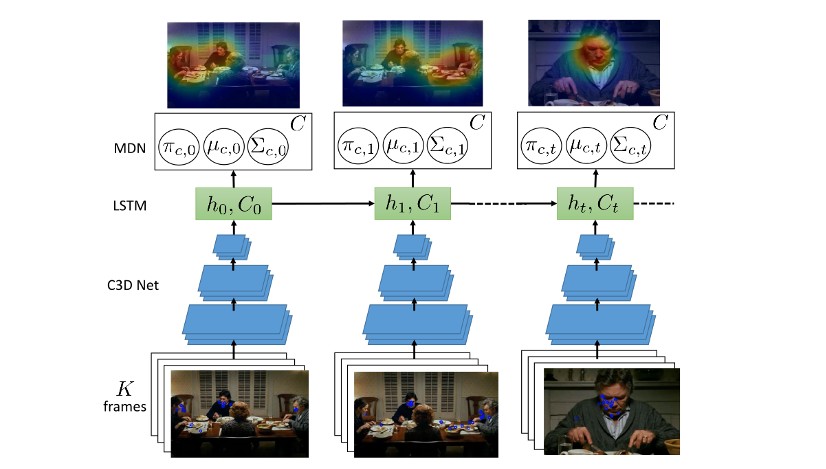 MDN π_{c,0} μ_{c,0} Σ_{c,0} C π_{c,1} μ_{c,1} Σ_{c,1} C π_{c,t} μ_{c,t} Σ_{c,t} C
LSTM h_0, C_0 h_1, C_1 h_t, C_t
C3D Net
K
frames